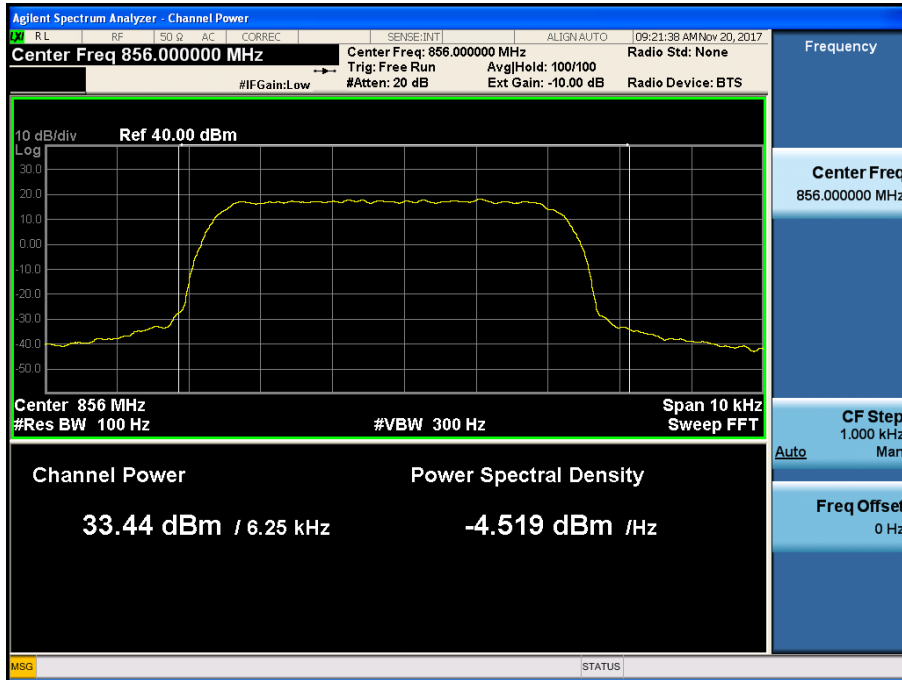 Agilent Spectrum Analyzer - Channel Power
LXI RL RF 50 Ω AC CORREC SENSE:INT ALIGN AUTO 09:21:38 AM Nov 20, 2017
Center Freq 856.000000 MHz
#IFGain:Low
Center Freq: 856.000000 MHz
Trig: Free Run Avg|Hold: 100/100
#Atten: 20 dB Ext Gain: -10.00 dB
Radio Std: None
Radio Device: BTS
10 dB/div Ref 40.00 dBm
Log
30.0
20.0
10.0
0.00
-10.0
-20.0
-30.0
-40.0
-50.0
Center 856 MHz Span 10 kHz
#Res BW 100 Hz #VBW 300 Hz Sweep FFT
Channel Power Power Spectral Density
33.44 dBm / 6.25 kHz -4.519 dBm /Hz
MSG STATUS
Frequency
Center Freq
856.000000 MHz
CF Step
1.000 kHz
Auto Man
Freq Offset
0 Hz